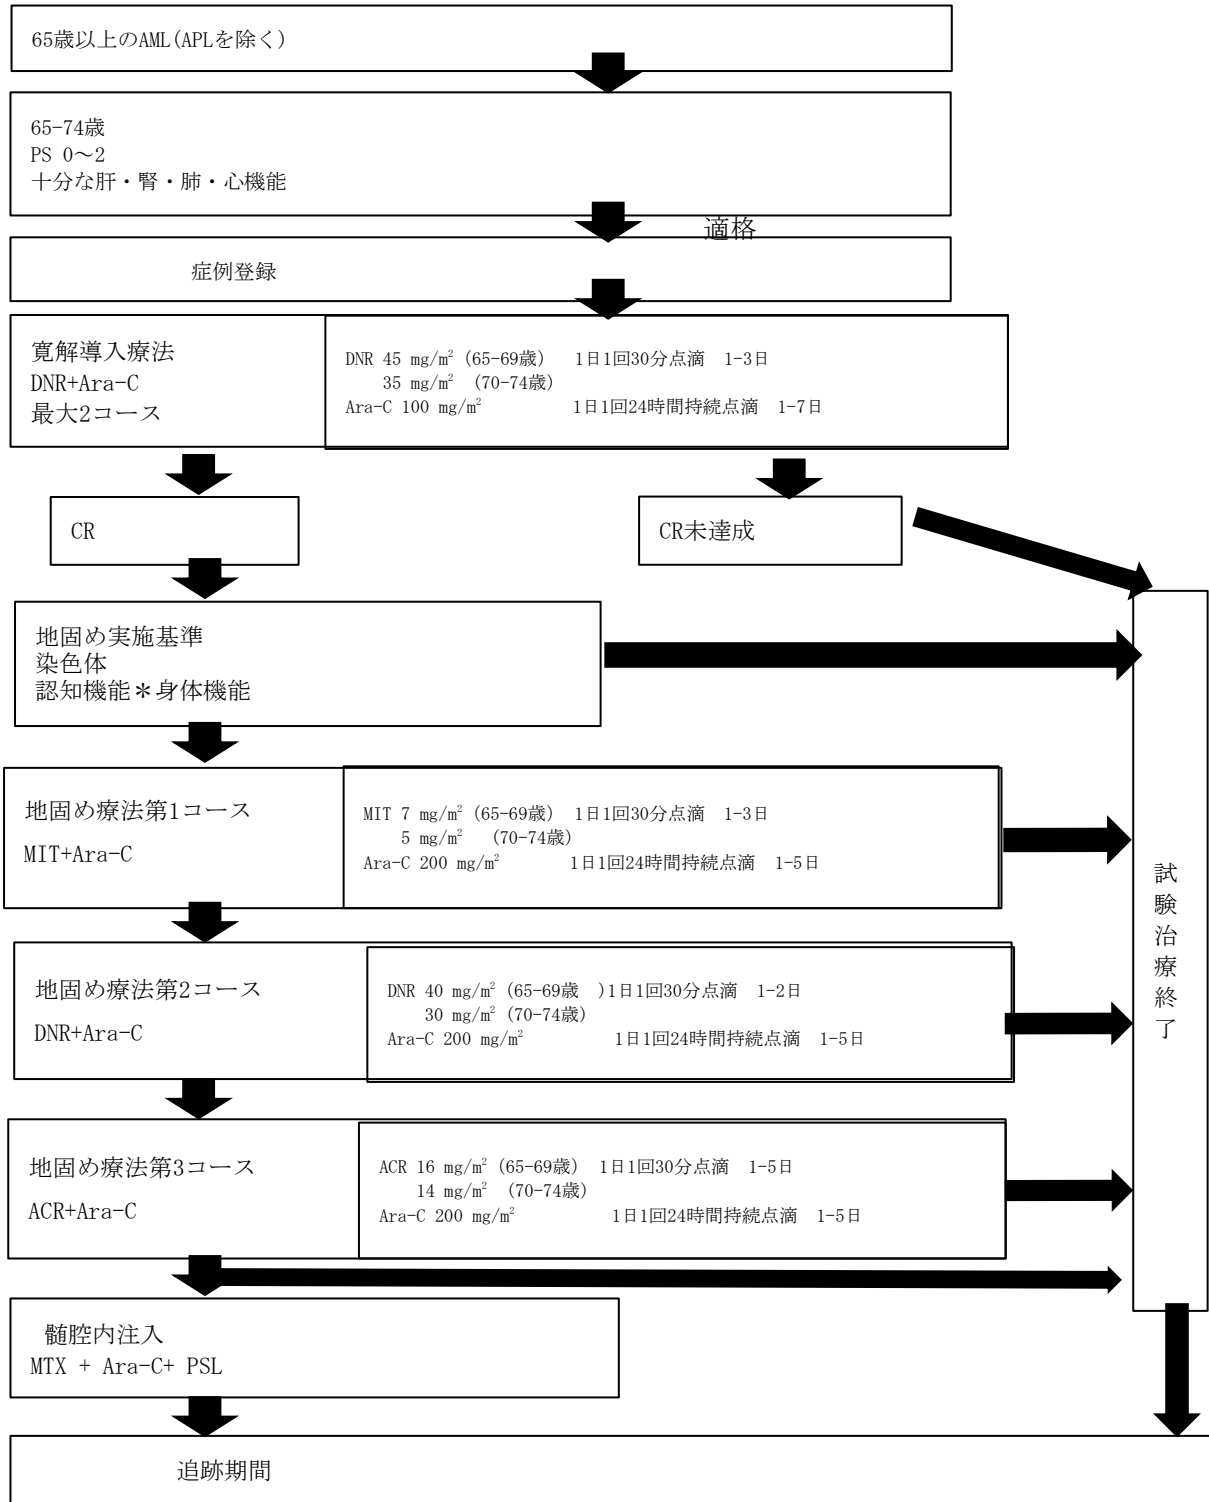 65歳以上のAML(APLを除く)
65-74歳
PS 0～2
十分な肝・腎・肺・心機能
適格
症例登録
寛解導入療法
DNR+Ara-C
最大2コース
DNR 45 mg/m² (65-69歳) 1日1回30分点滴 1-3日
35 mg/m² (70-74歳)
Ara-C 100 mg/m² 1日1回24時間持続点滴 1-7日
CR
CR未達成
地固め実施基準
染色体
認知機能＊身体機能
地固め療法第1コース
MIT+Ara-C
MIT 7 mg/m² (65-69歳) 1日1回30分点滴 1-3日
5 mg/m² (70-74歳)
Ara-C 200 mg/m² 1日1回24時間持続点滴 1-5日
地固め療法第2コース
DNR+Ara-C
DNR 40 mg/m² (65-69歳 )1日1回30分点滴 1-2日
30 mg/m² (70-74歳)
Ara-C 200 mg/m² 1日1回24時間持続点滴 1-5日
地固め療法第3コース
ACR+Ara-C
ACR 16 mg/m² (65-69歳) 1日1回30分点滴 1-5日
14 mg/m² (70-74歳)
Ara-C 200 mg/m² 1日1回24時間持続点滴 1-5日
試験治療終了
髄腔内注入
MTX + Ara-C+ PSL
追跡期間